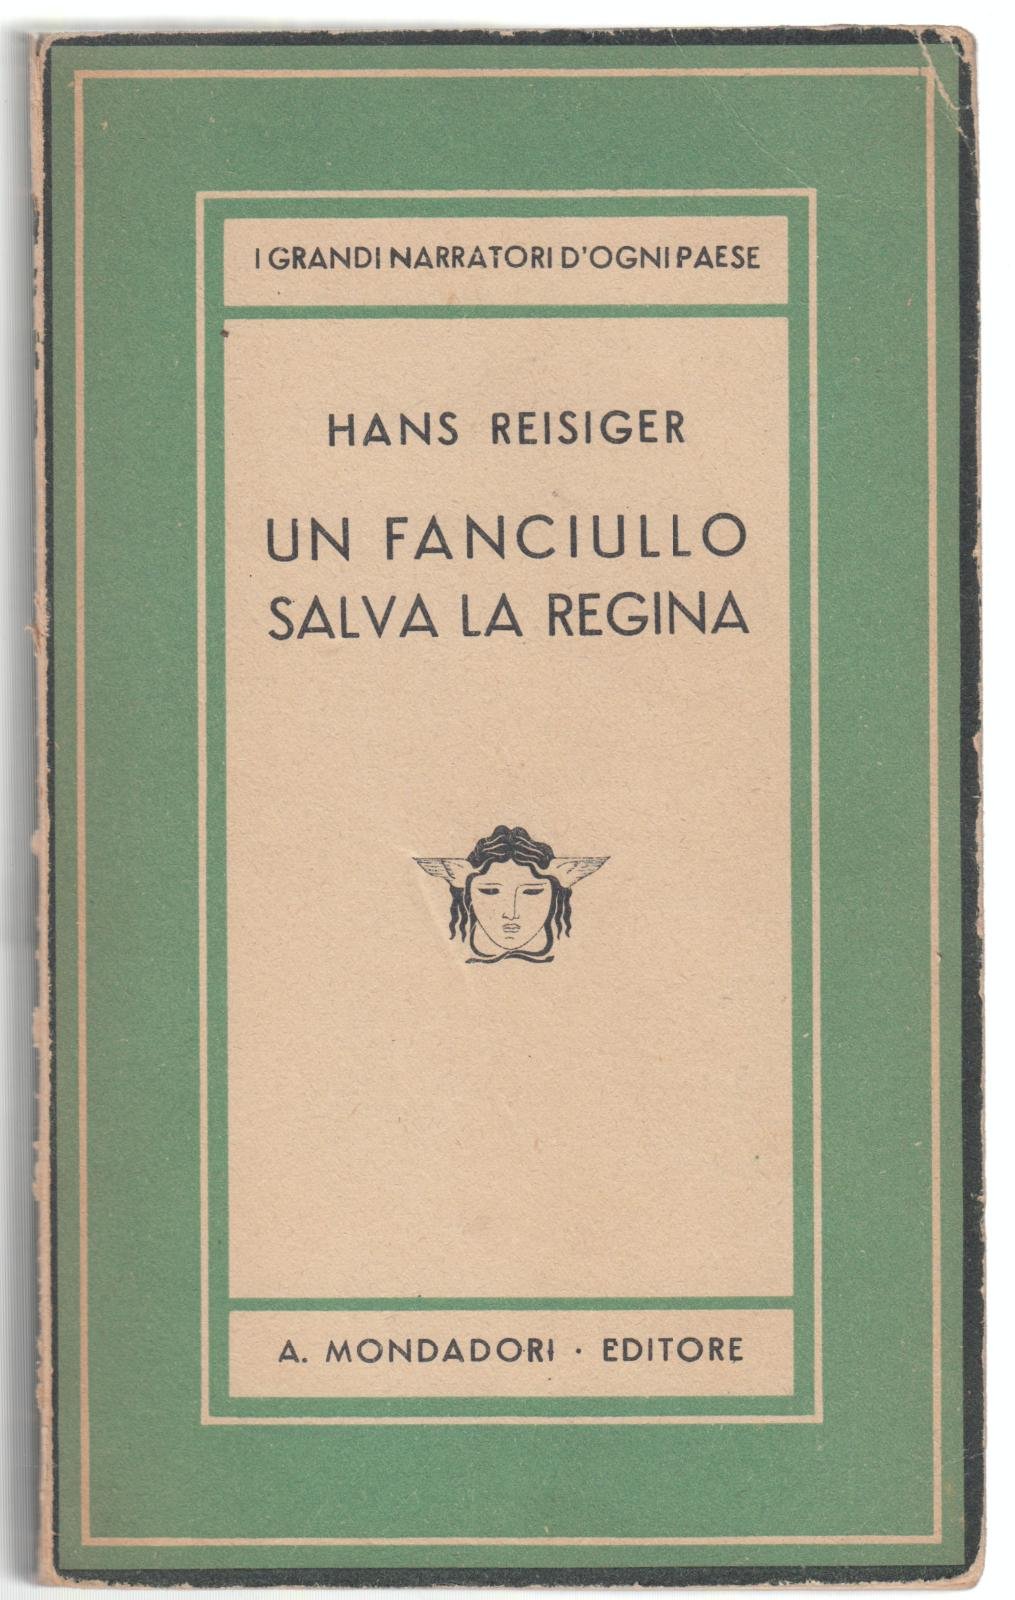 I GRANDI NARRATORI D'OGNI PAESE
HANS REISIGER
UN FANCIULLO
SALVA LA REGINA
A. MONDADORI · EDITORE